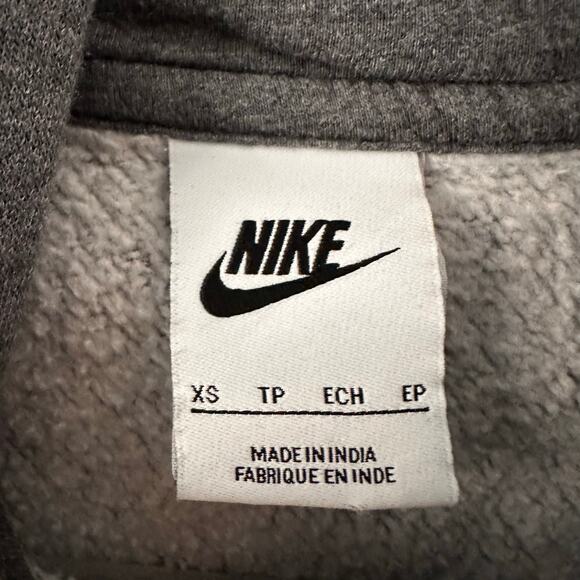 NIKE
XS TP ECH EP
MADE IN INDIA
FABRIQUE EN INDE